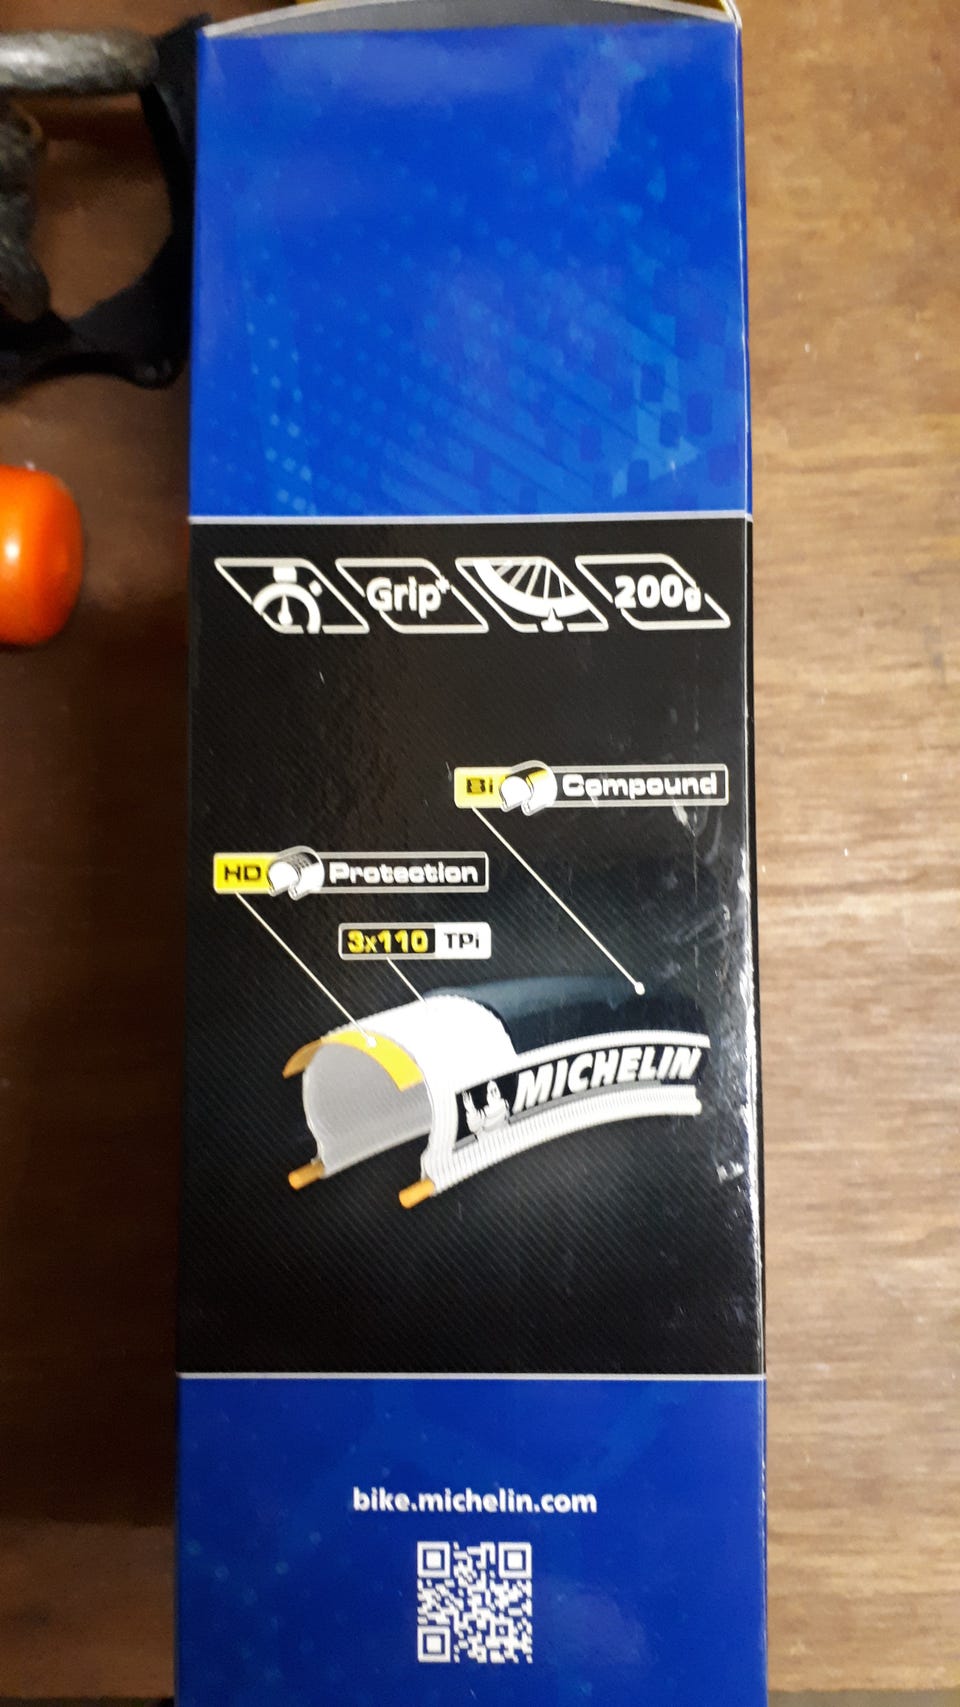 Grip+
200g
Bi Compound
HD Protection
3x110 TPi
MICHELIN
bike.michelin.com